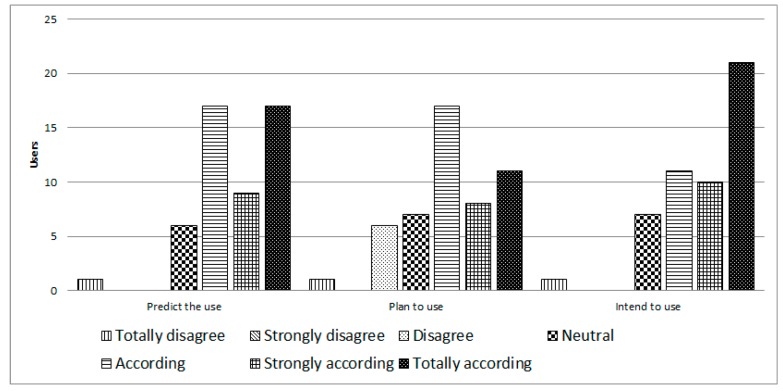 25
20
15
10
5
0
Users
Predict the use Plan to use Intend to use
Totally disagree Strongly disagree Disagree Neutral
According Strongly according Totally according